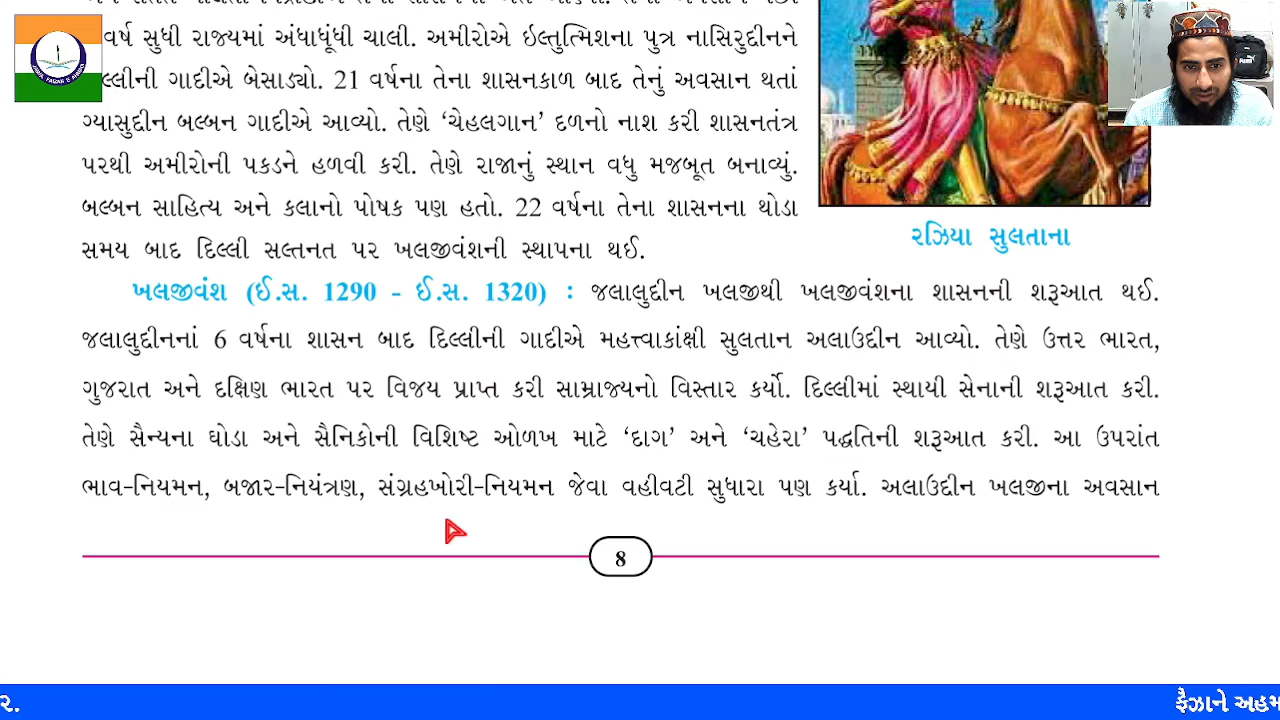 વર્ષ સુધી રાજ્યમાં અંધાધૂંધી ચાલી. અમીરોએ ઇલ્તુત્મિશના પુત્ર નાસિરુદ્દીનને
ગાદીએ બેસાડ્યો. 21 વર્ષના તેના શાસનકાળ બાદ તેનું અવસાન થતાં
ગ્યાસુદ્દીન બલ્બન ગાદીએ આવ્યો. તેણે ‘ચેહલગાન’ દળનો નાશ કરી શાસનતંત્ર
પરથી અમીરોની પકડને હળવી કરી. તેણે રાજાનું સ્થાન વધુ મજબૂત બનાવ્યું.
બલ્બન સાહિત્ય અને કલાનો પોષક પણ હતો. 22 વર્ષના તેના શાસનના થોડા
સમય બાદ દિલ્લી સલ્તનત પર ખલજીવંશની સ્થાપના થઈ.
રઝિયા સુલતાના
ખલજીવંશ (ઈ.સ. 1290 - ઈ.સ. 1320) : જલાલુદ્દીન ખલજીથી ખલજીવંશના શાસનની શરૂઆત થઈ.
જલાલુદ્દીનનાં 6 વર્ષના શાસન બાદ દિલ્લીની ગાદીએ મહત્ત્વાકાંક્ષી સુલતાન અલાઉદ્દીન આવ્યો. તેણે ઉત્તર ભારત,
ગુજરાત અને દક્ષિણ ભારત પર વિજય પ્રાપ્ત કરી સામ્રાજ્યનો વિસ્તાર કર્યો. દિલ્લીમાં સ્થાયી સેનાની શરૂઆત કરી.
તેણે સૈન્યના ઘોડા અને સૈનિકોની વિશિષ્ટ ઓળખ માટે ‘દાગ’ અને ‘ચહેરા’ પદ્ધતિની શરૂઆત કરી. આ ઉપરાંત
ભાવ-નિયમન, બજાર-નિયંત્રણ, સંગ્રહખોરી-નિયમન જેવા વહીવટી સુધારા પણ કર્યા. અલાઉદ્દીન ખલજીના અવસાન
8
ર. ફૈઝાને અહમ